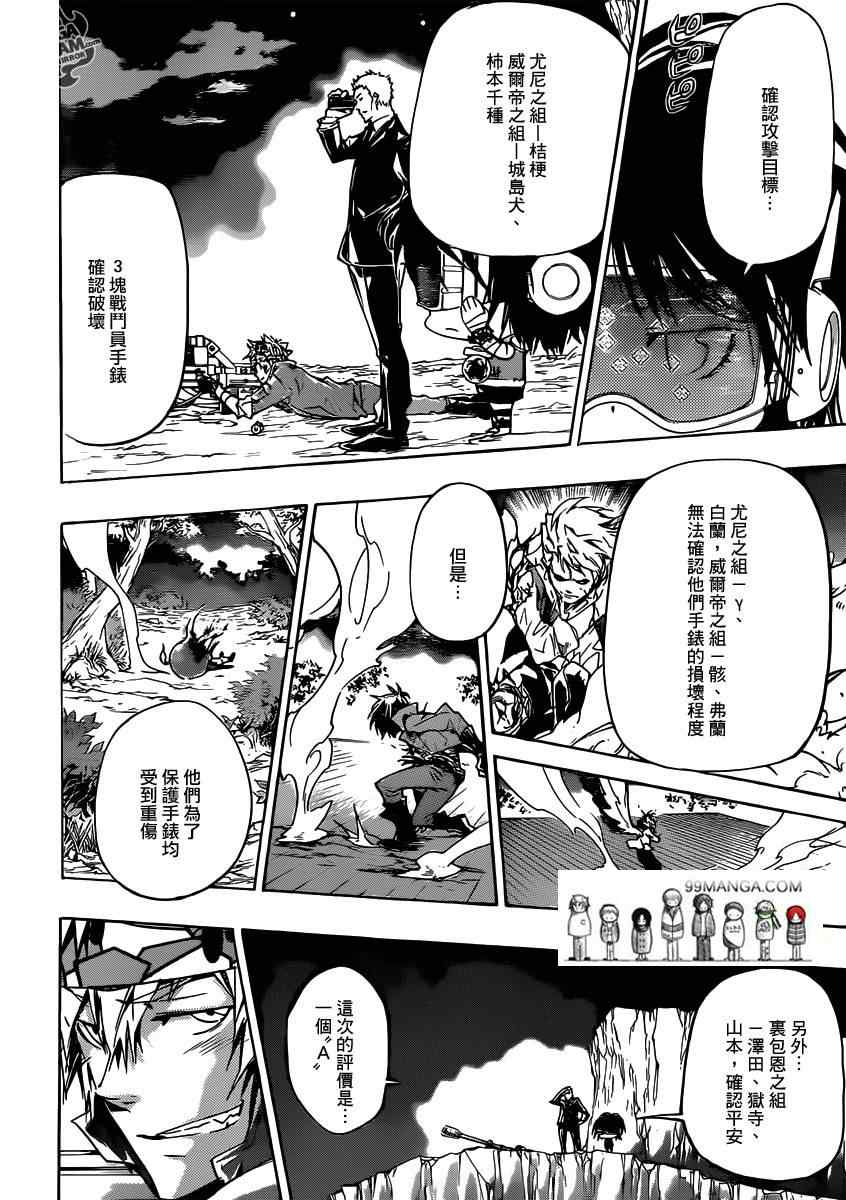 確認攻擊目標…
尤尼之組—桔梗
威爾帝之組—城島犬、
柿本千種
3塊戰鬥員手錶
確認破壞
尤尼之組－γ、
白蘭，威爾帝之組－骸、弗蘭
無法確認他們手錶的損壞程度
但是…
他們為了
保護手錶均
受到重傷
99MANGA.COM
另外…
裏包恩之組
－澤田、獄寺、
山本，確認平安
這次的評價是…
一個〝A〞